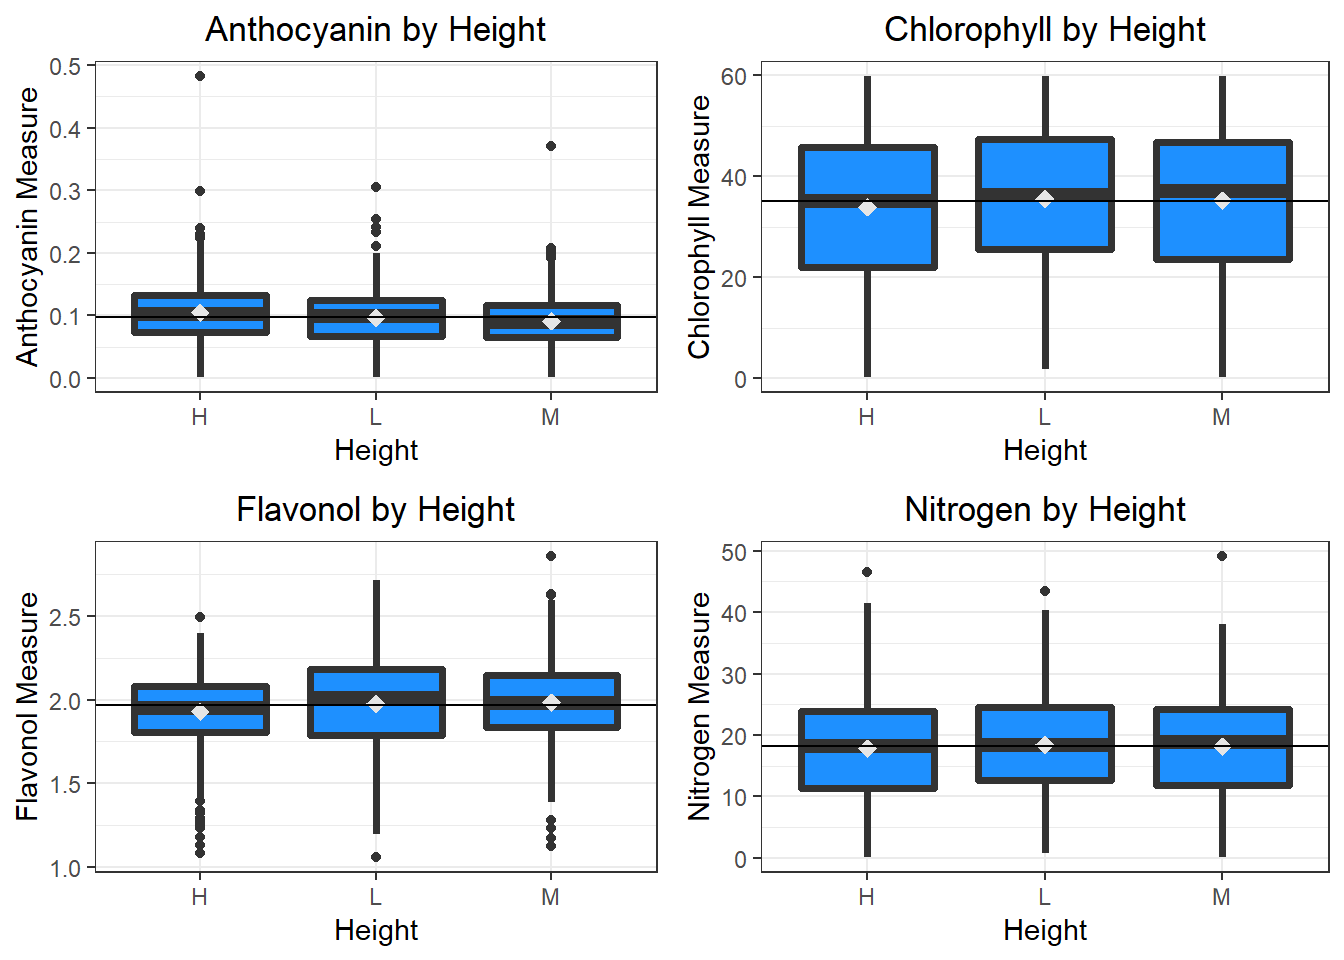 Anthocyanin by Height
Anthocyanin Measure
0.5
0.4
0.3
0.2
0.1
0.0
H L M
Height
Chlorophyll by Height
Chlorophyll Measure
60
40
20
0
H L M
Height
Flavonol by Height
Flavonol Measure
2.5
2.0
1.5
1.0
H L M
Height
Nitrogen by Height
Nitrogen Measure
50
40
30
20
10
0
H L M
Height